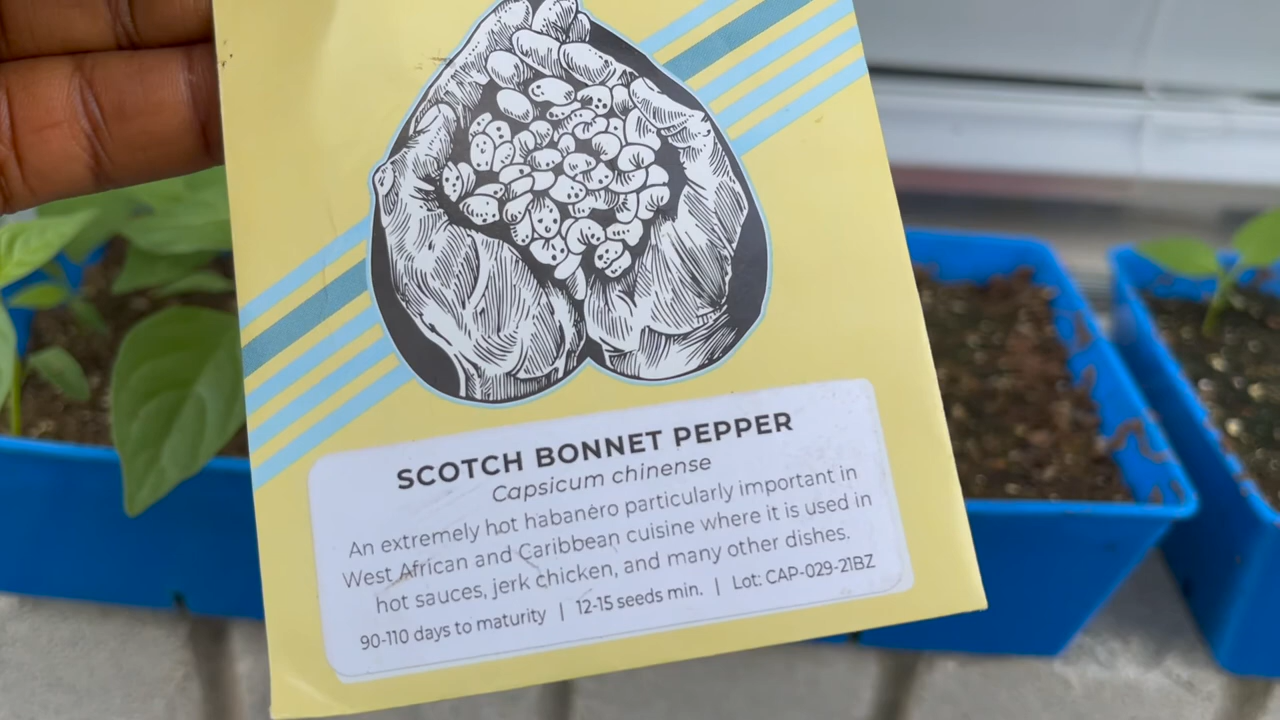 SCOTCH BONNET PEPPER
Capsicum chinense
An extremely hot habanero particularly important in
West African and Caribbean cuisine where it is used in
hot sauces, jerk chicken, and many other dishes.
90-110 days to maturity | 12-15 seeds min. | Lot: CAP-029-21BZ